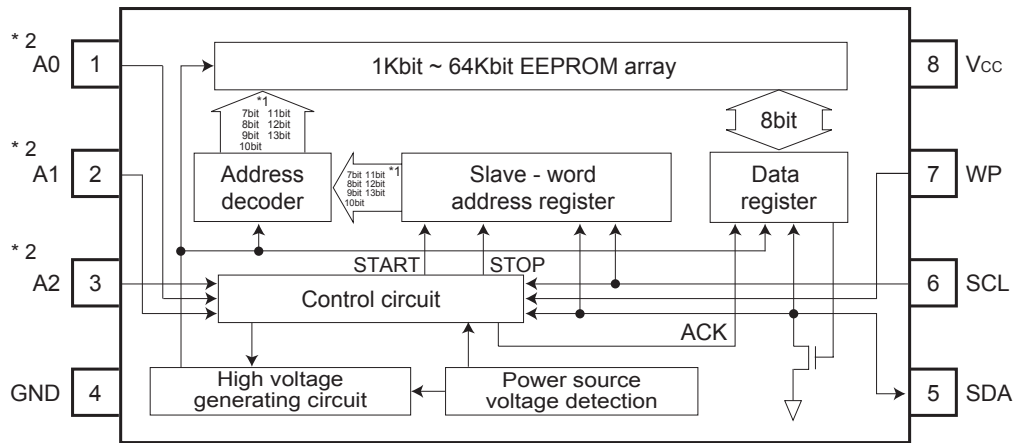 * 2
A0
1
* 2
A1
2
* 2
A2
3
GND
4
1Kbit ~ 64Kbit EEPROM array
*1
7bit 11bit
8bit 12bit
9bit 13bit
10bit
8bit
Address
decoder
7bit 11bit *1
8bit 12bit
9bit 13bit
10bit
Slave - word
address register
Data
register
START
STOP
Control circuit
ACK
High voltage
generating circuit
Power source
voltage detection
8
Vcc
7
WP
6
SCL
5
SDA